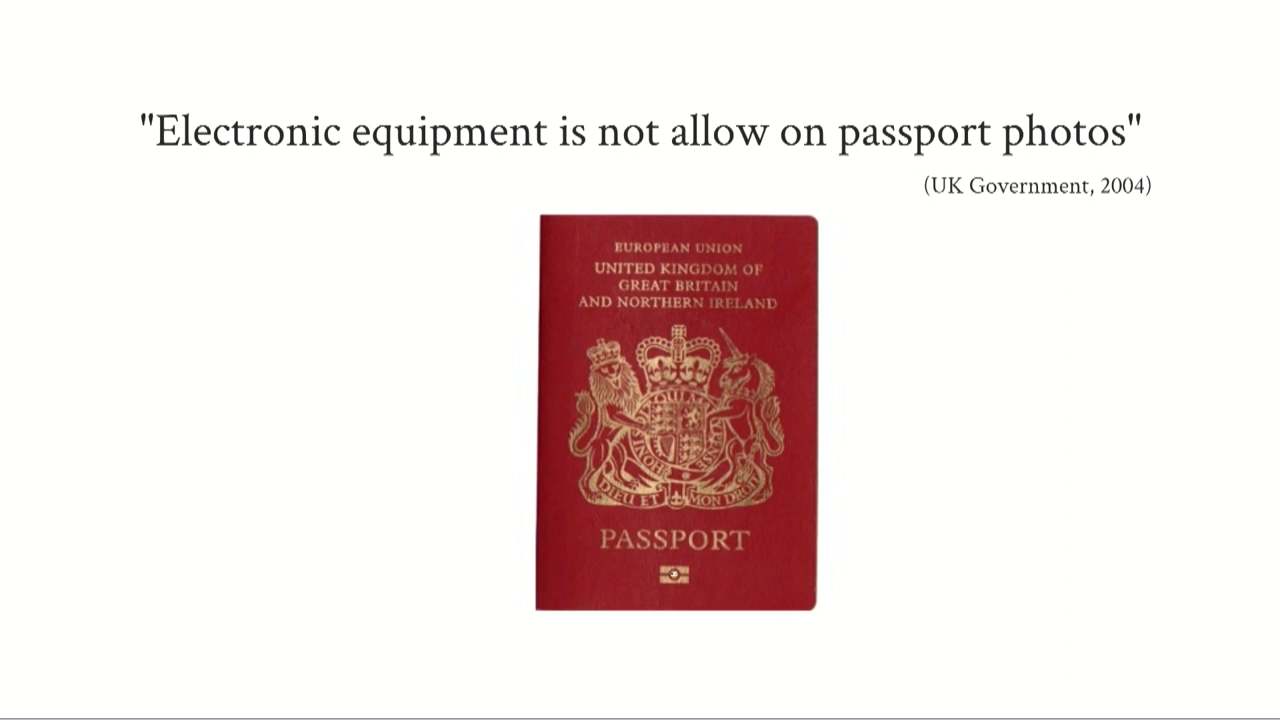 "Electronic equipment is not allow on passport photos"
(UK Government, 2004)
EUROPEAN UNION
UNITED KINGDOM OF
GREAT BRITAIN
AND NORTHERN IRELAND
DIEU ET MON DROIT
PASSPORT